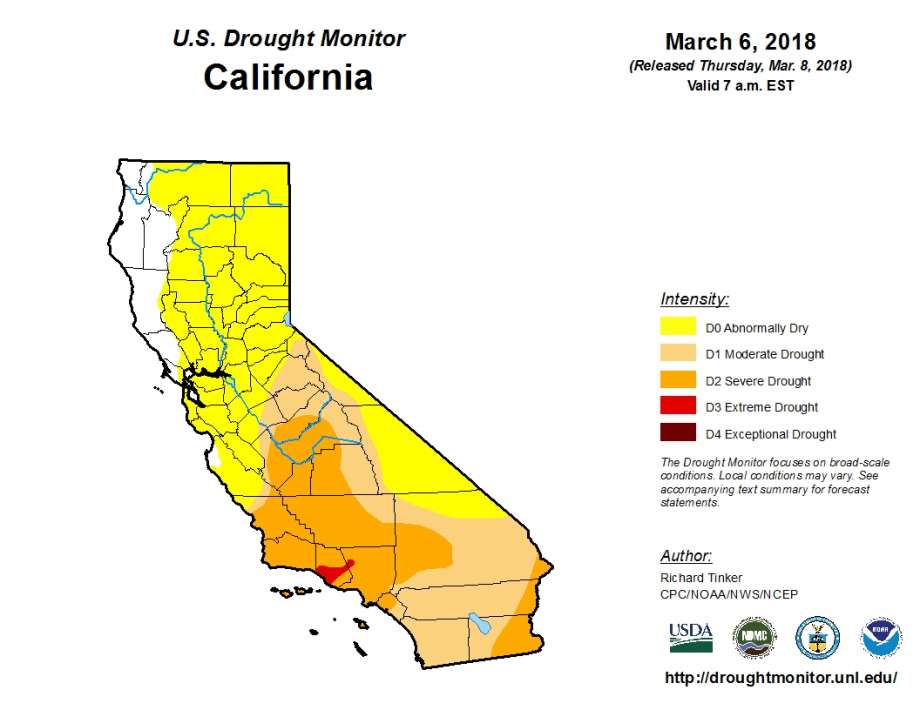 U.S. Drought Monitor
California
March 6, 2018
(Released Thursday, Mar. 8, 2018)
Valid 7 a.m. EST
Intensity:
D0 Abnormally Dry
D1 Moderate Drought
D2 Severe Drought
D3 Extreme Drought
D4 Exceptional Drought
The Drought Monitor focuses on broad-scale
conditions. Local conditions may vary. See
accompanying text summary for forecast
statements.
Author:
Richard Tinker
CPC/NOAA/NWS/NCEP
USDA
NDMC
NOAA
http://droughtmonitor.unl.edu/